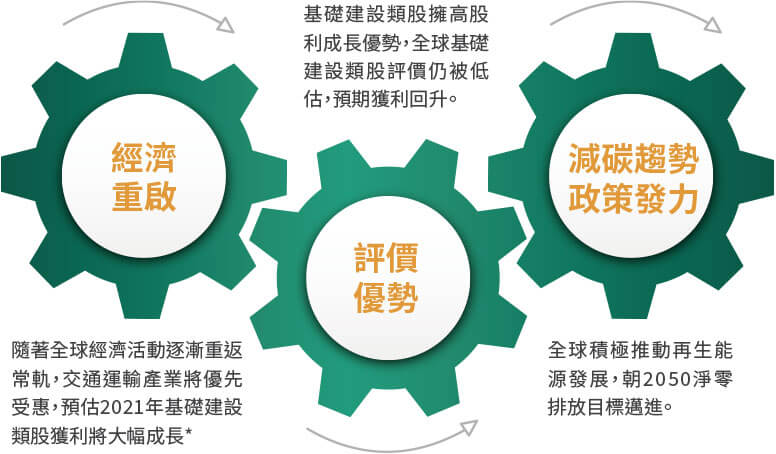 經濟
重啟
隨著全球經濟活動逐漸重返
常軌，交通運輸產業將優先
受惠，預估2021年基礎建設
類股獲利將大幅成長*
基礎建設類股擁高股
利成長優勢，全球基礎
建設類股評價仍被低
估，預期獲利回升。
評價
優勢
減碳趨勢
政策發力
全球積極推動再生能
源發展，朝2050淨零
排放目標邁進。